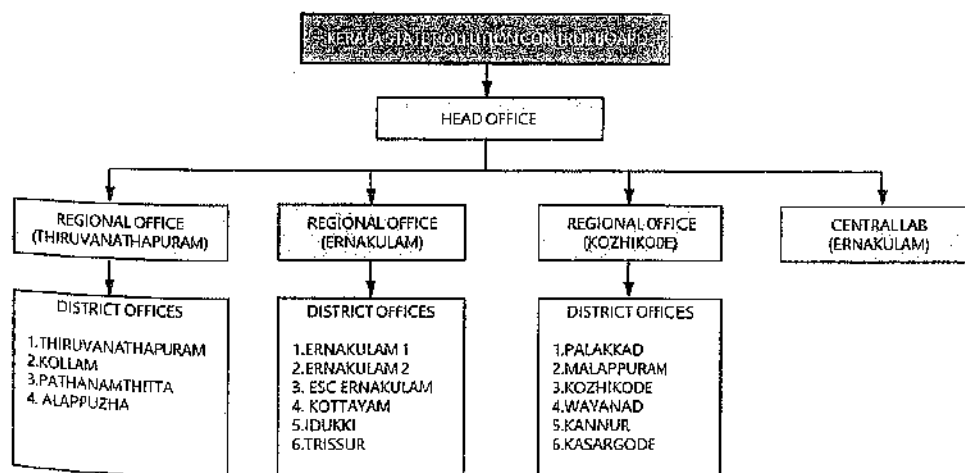 KERALA STATE POLLUTION CONTROL BOARD
HEAD OFFICE
REGIONAL OFFICE
(THIRUVANATHAPURAM)
REGIONAL OFFICE
(ERNAKULAM)
REGIONAL OFFICE
(KOZHIKODE)
CENTRAL LAB
(ERNAKULAM)
DISTRICT OFFICES
1.THIRUVANATHAPURAM
2.KOLLAM
3.PATHANAMTHITTA
4. ALAPPUZHA
DISTRICT OFFICES
1.ERNAKULAM 1
2.ERNAKULAM 2
3. ESC ERNAKULAM
4. KOTTAYAM
5.IDUKKI
6.TRISSUR
DISTRICT OFFICES
1.PALAKKAD
2.MALAPPURAM
3.KOZHIKODE
4.WAYANAD
5.KANNUR
6.KASARGODE